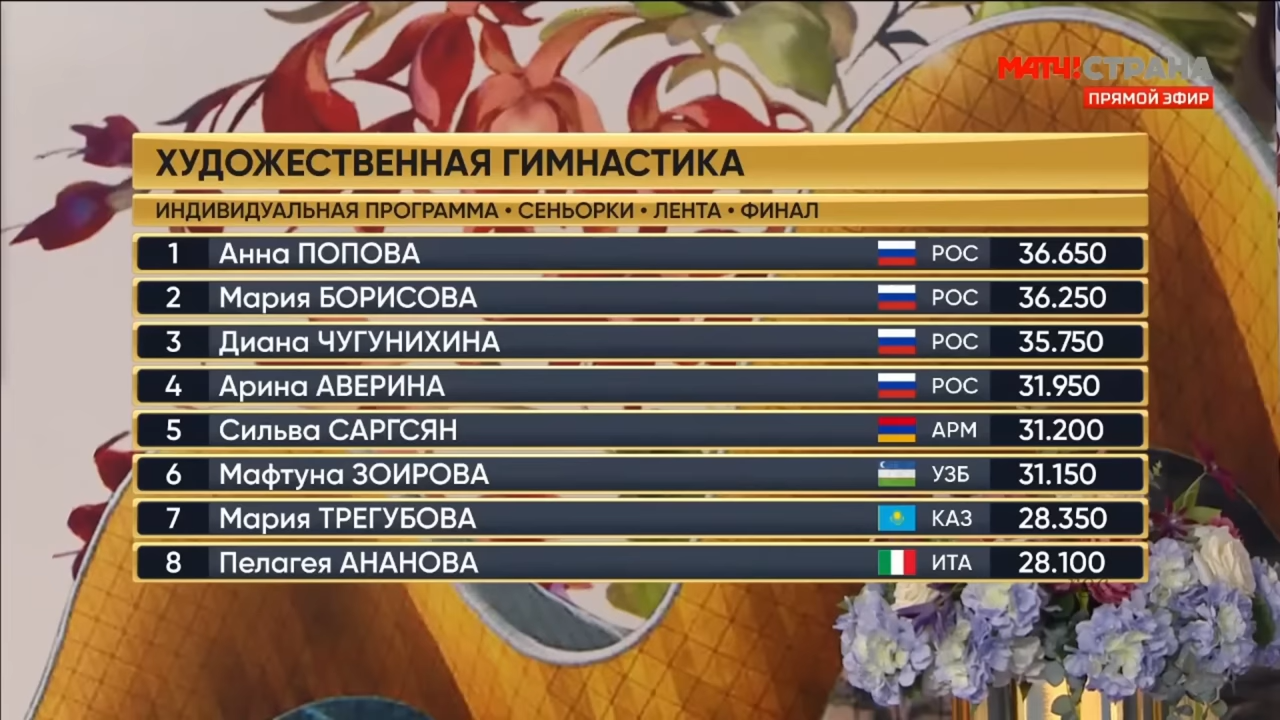 МАТЧ!СТРАНА
ПРЯМОЙ ЭФИР
ХУДОЖЕСТВЕННАЯ ГИМНАСТИКА
ИНДИВИДУАЛЬНАЯ ПРОГРАММА • СЕНЬОРКИ • ЛЕНТА • ФИНАЛ
1 Анна ПОПОВА РОС 36.650
2 Мария БОРИСОВА РОС 36.250
3 Диана ЧУГУНИХИНА РОС 35.750
4 Арина АВЕРИНА РОС 31.950
5 Сильва САРГСЯН АРМ 31.200
6 Мафтуна ЗОИРОВА УЗБ 31.150
7 Мария ТРЕГУБОВА КАЗ 28.350
8 Пелагея АНАНОВА ИТА 28.100